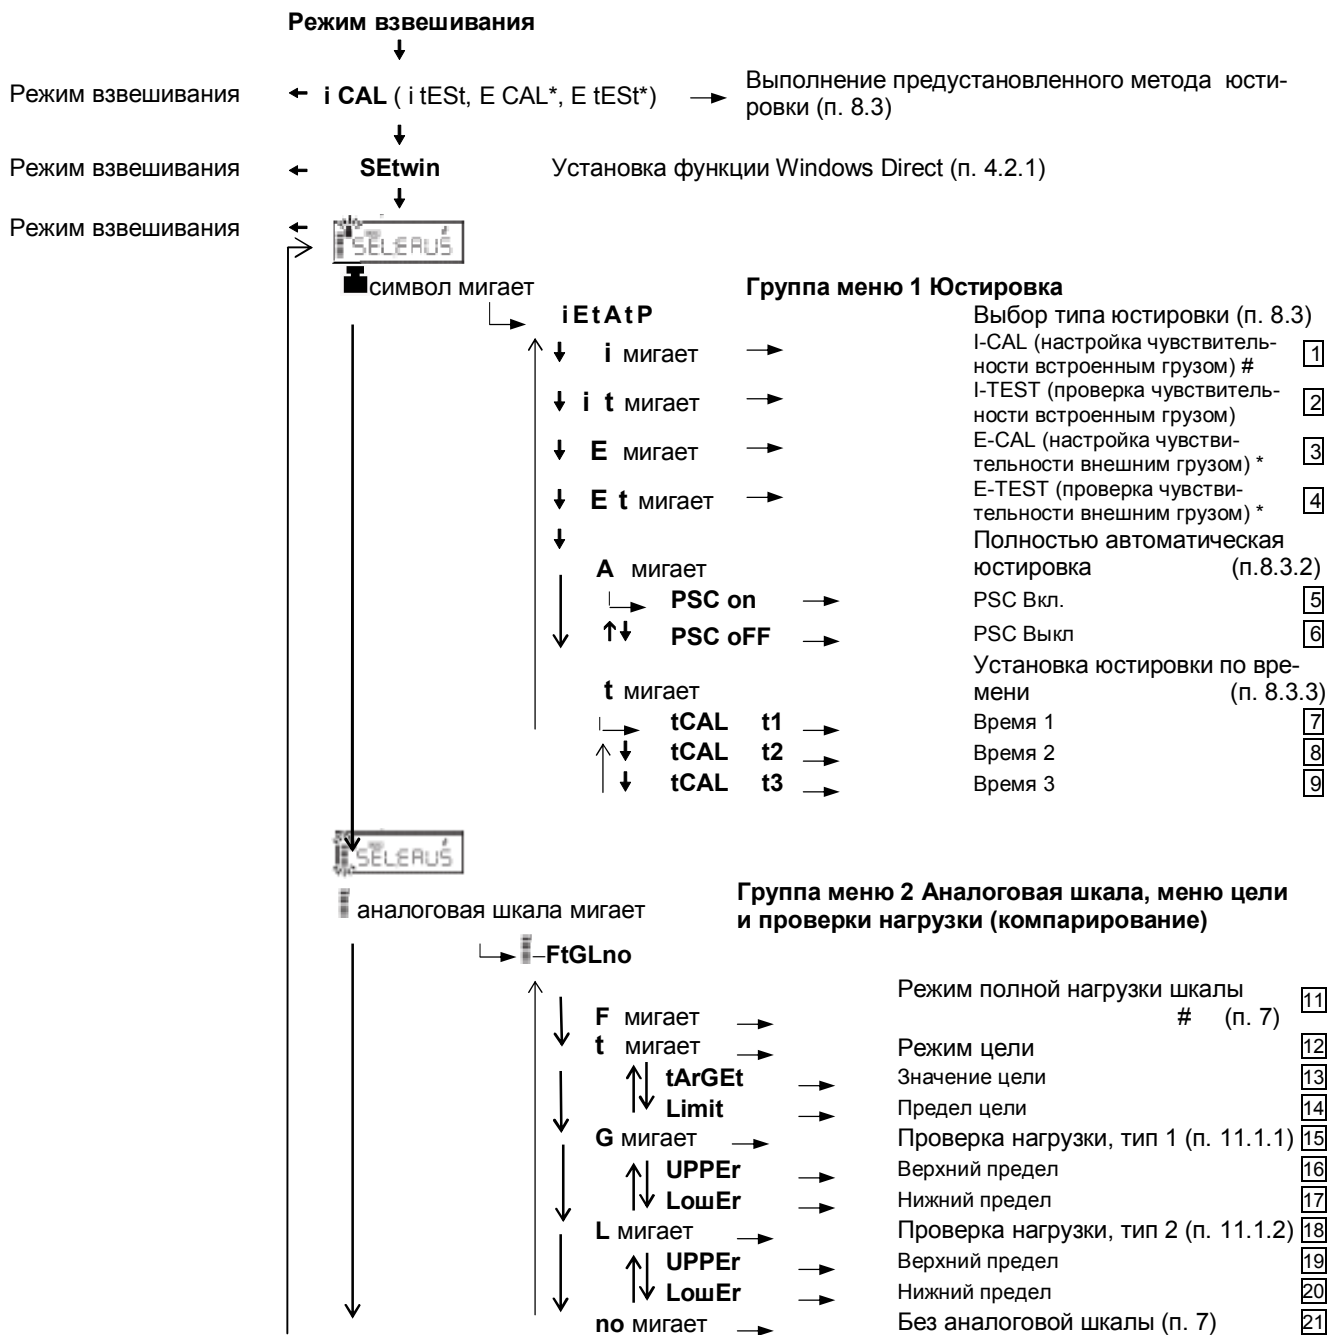 Режим взвешивания
Режим взвешивания i CAL ( i tESt, E CAL*, E tESt*) Выполнение предустановленного метода юсти-
ровки (п. 8.3)
Режим взвешивания SEtwin Установка функции Windows Direct (п. 4.2.1)
Режим взвешивания
символ мигает Группа меню 1 Юстировка
iEtAtP Выбор типа юстировки (п. 8.3)
i мигает I-CAL (настройка чувствитель-
ности встроенным грузом) # 1
i t мигает I-TEST (проверка чувствитель-
ности встроенным грузом) 2
E мигает E-CAL (настройка чувстви-
тельности внешним грузом) * 3
E t мигает E-TEST (проверка чувстви-
тельности внешним грузом) * 4
Полностью автоматическая
A мигает юстировка (п.8.3.2)
PSC on PSC Вкл. 5
PSC oFF PSC Выкл 6
Установка юстировки по вре-
t мигает мени (п. 8.3.3)
tCAL t1 Время 1 7
tCAL t2 Время 2 8
tCAL t3 Время 3 9
Группа меню 2 Аналоговая шкала, меню цели
аналоговая шкала мигает и проверки нагрузки (компарирование)
–FtGLno
Режим полной нагрузки шкалы 11
F мигает # (п. 7)
t мигает Режим цели 12
tArGEt Значение цели 13
Limit Предел цели 14
G мигает Проверка нагрузки, тип 1 (п. 11.1.1) 15
UPPEr Верхний предел 16
LoшEr Нижний предел 17
L мигает Проверка нагрузки, тип 2 (п. 11.1.2) 18
UPPEr Верхний предел 19
LoшEr Нижний предел 20
no мигает Без аналоговой шкалы (п. 7) 21